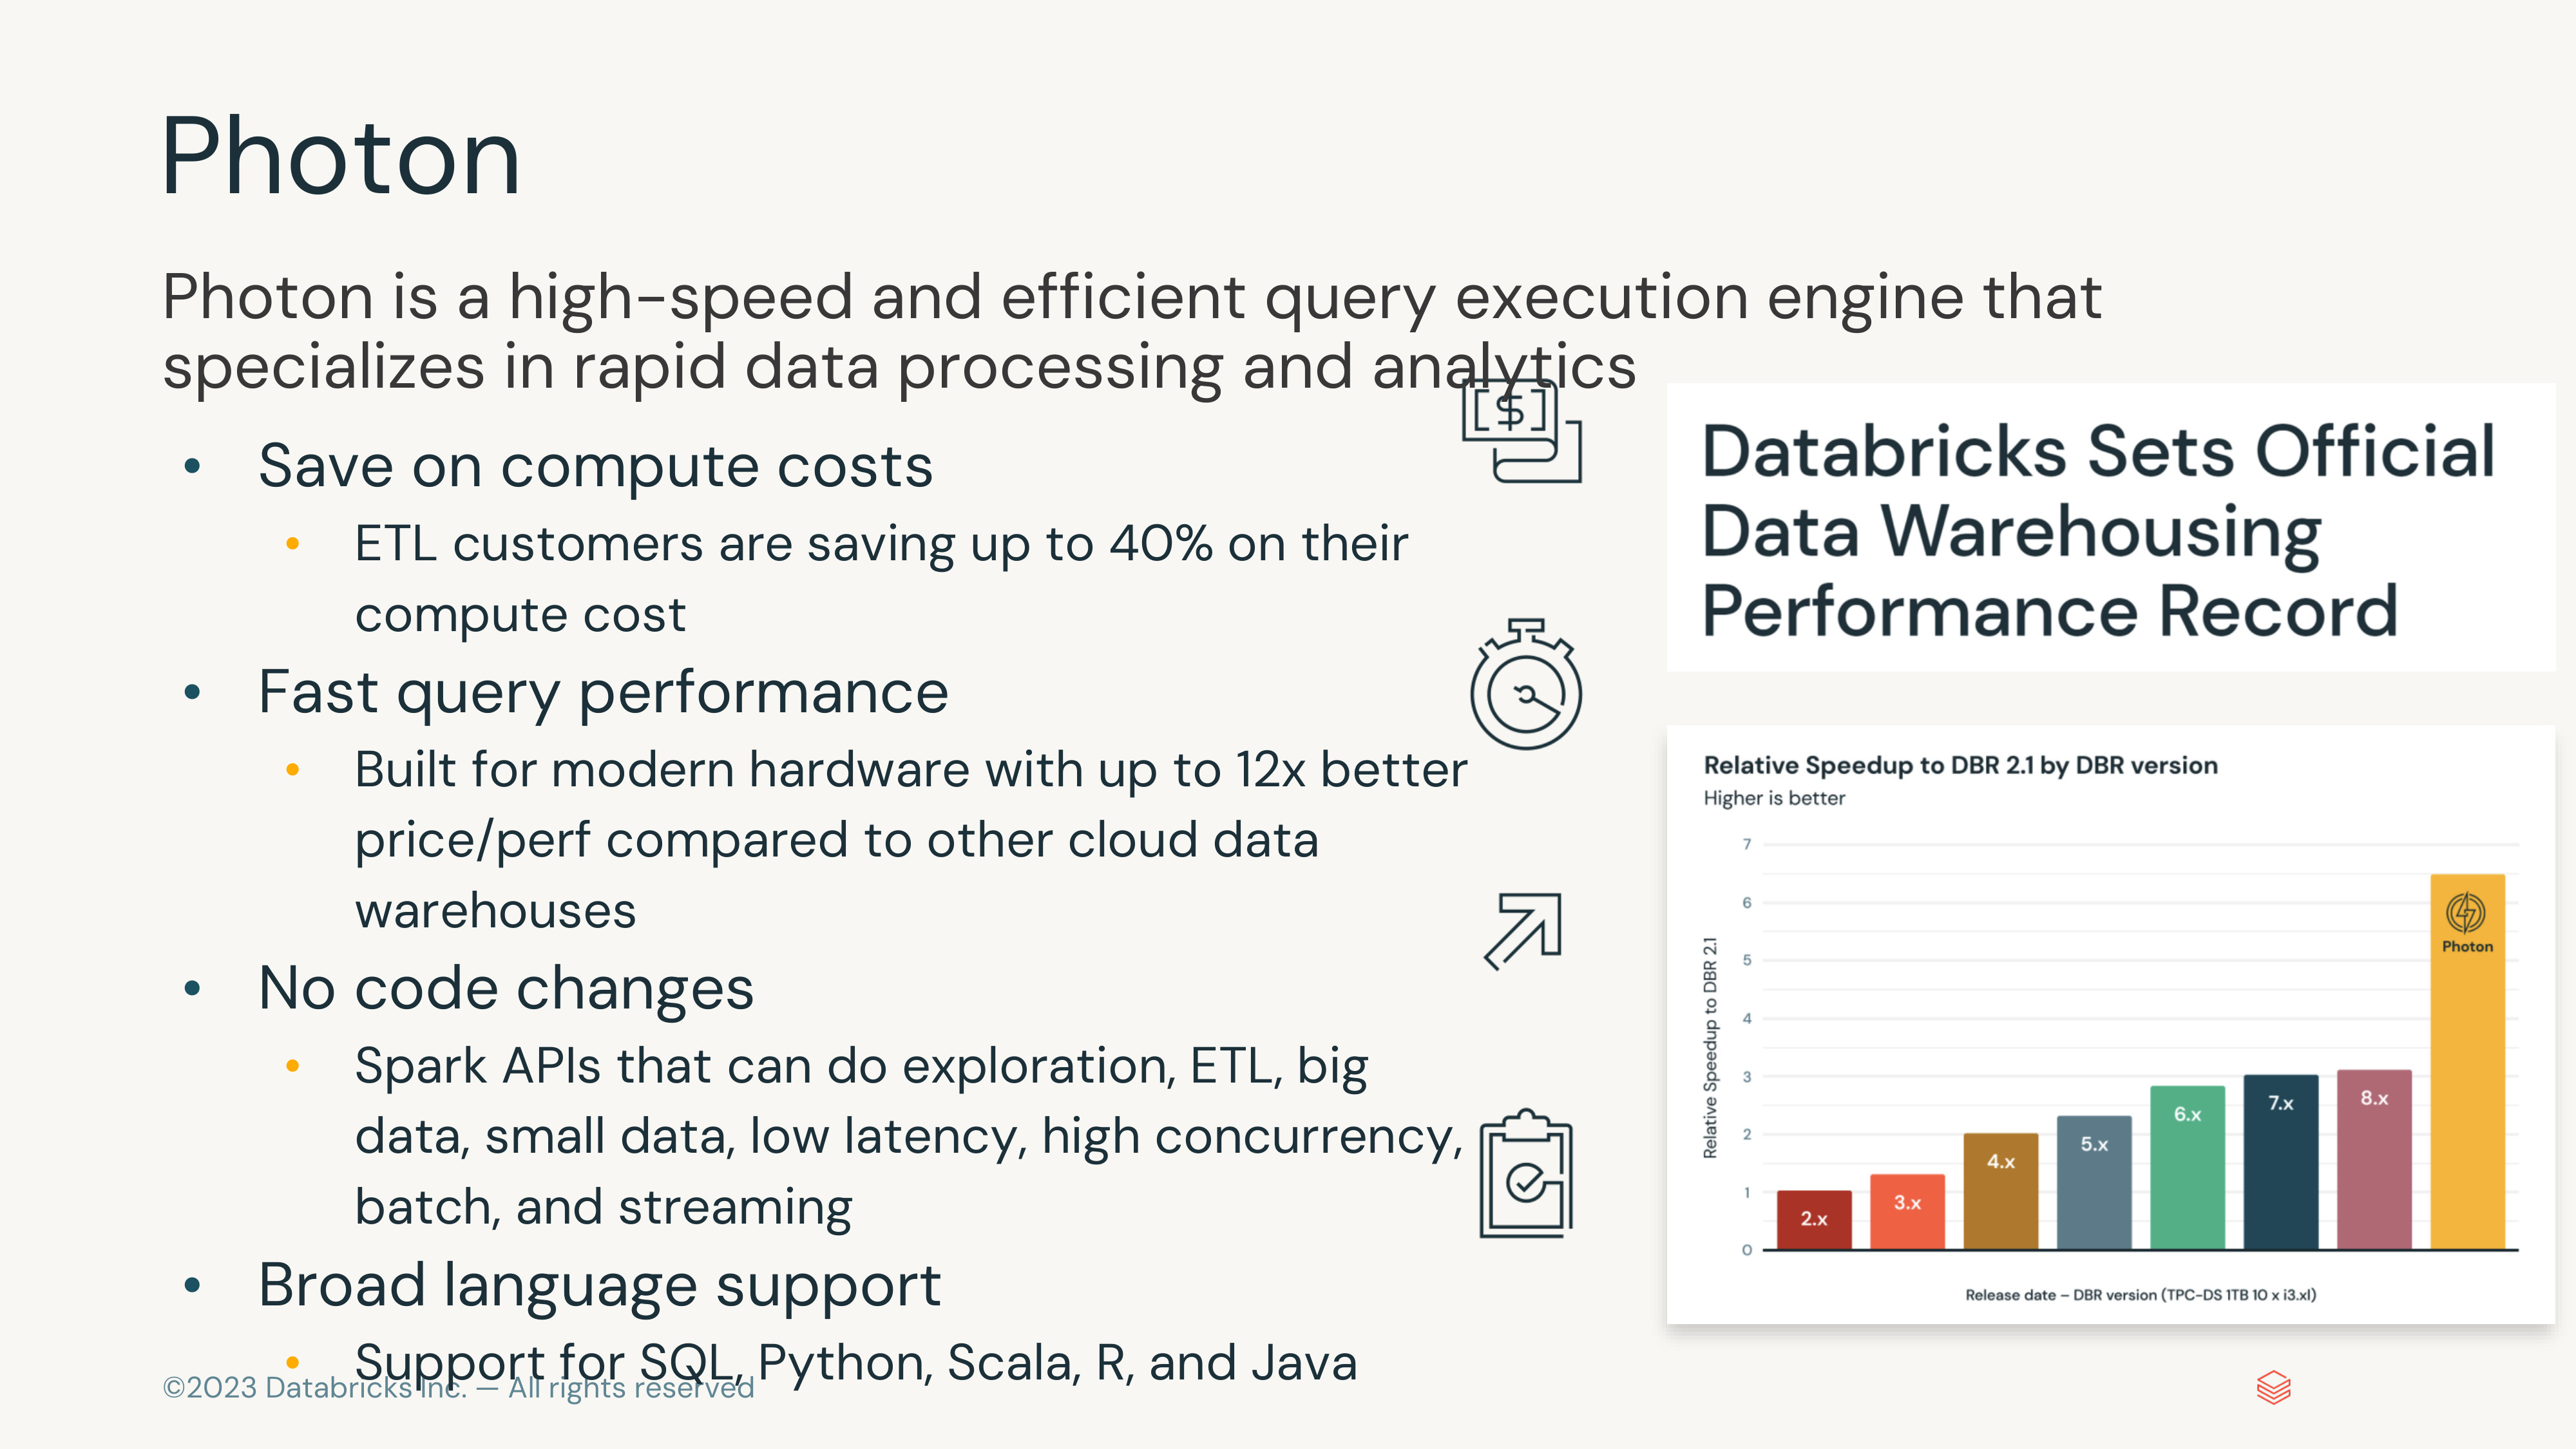 Photon
Photon is a high-speed and efficient query execution engine that
specializes in rapid data processing and analytics
• Save on compute costs
• ETL customers are saving up to 40% on their
compute cost
• Fast query performance
• Built for modern hardware with up to 12x better
price/perf compared to other cloud data
warehouses
• No code changes
• Spark APIs that can do exploration, ETL, big
data, small data, low latency, high concurrency,
batch, and streaming
• Broad language support
• Support for SQL, Python, Scala, R, and Java
[$]
Databricks Sets Official
Data Warehousing
Performance Record
Relative Speedup to DBR 2.1 by DBR version
Higher is better
Relative Speedup to DBR 2.1
7
6
5
4
3
2
1
0
2.x
3.x
4.x
5.x
6.x
7.x
8.x
Photon
Release date – DBR version (TPC-DS 1TB 10 x i3.xl)
©2023 Databricks Inc. — All rights reserved